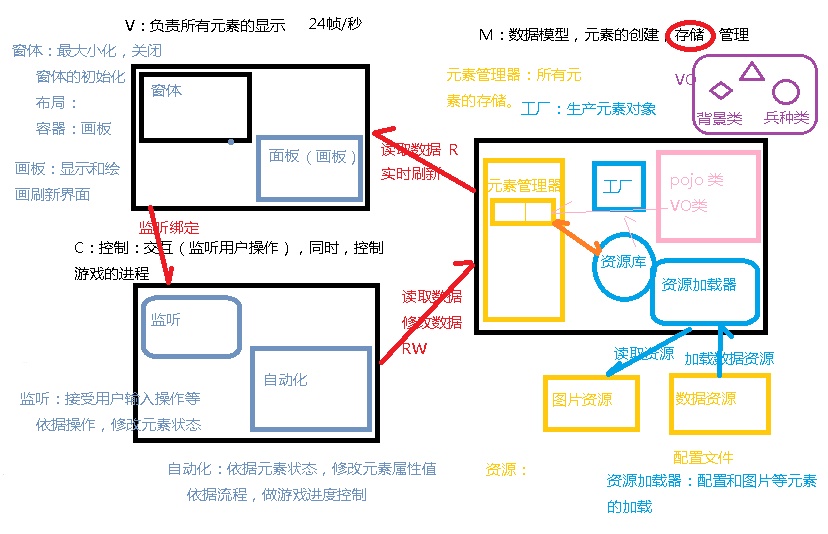 V：负责所有元素的显示 24帧/秒
窗体：最大小化，关闭
窗体的初始化
布局：
容器：画板
画板：显示和绘
画刷新界面
窗体
面板（画板）
监听绑定
C：控制：交互（监听用户操作），同时，控制
游戏的进程
监听
自动化
监听：接受用户输入操作等
依据操作，修改元素状态
自动化：依据元素状态，修改元素属性值
依据流程，做游戏进度控制
读取数据 R
实时刷新
读取数据
修改数据
RW
M：数据模型，元素的创建，存储，管理
元素管理器：所有元
素的存储。
工厂：生产元素对象
VO
背景类
兵种类
元素管理器
工厂
pojo 类
VO类
资源库
资源加载器
读取资源
加载数据资源
图片资源
数据资源
配置文件
资源：
资源加载器：配置和图片等元素
的加载